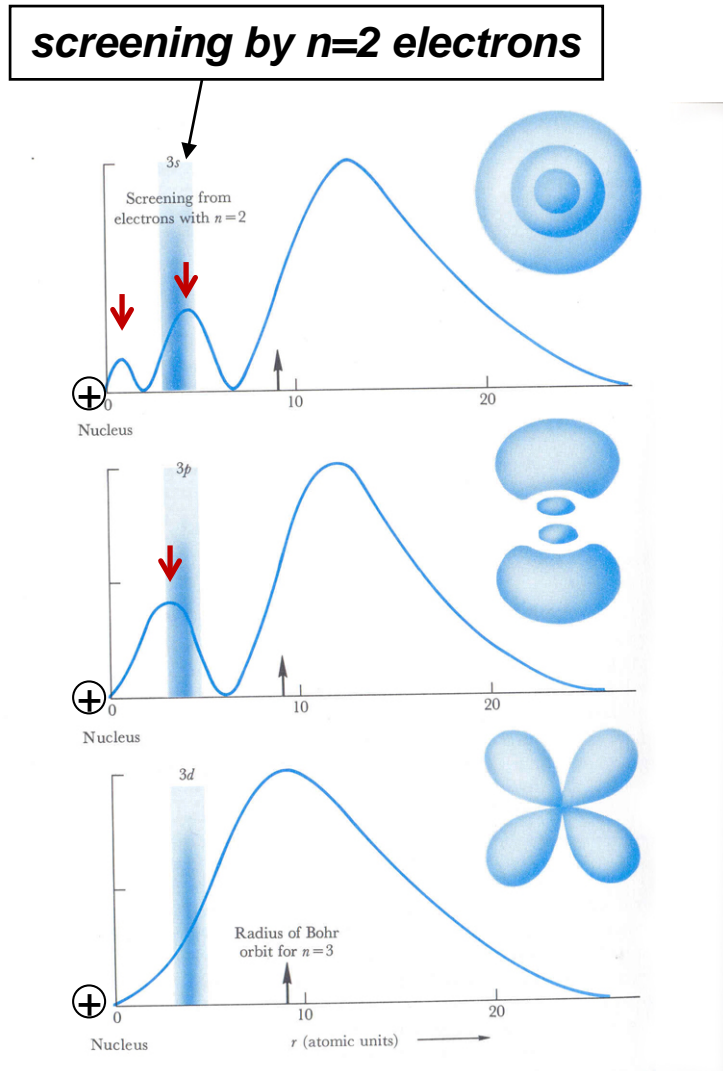 screening by n=2 electrons
3s
Screening from
electrons with n=2
+
0
10
20
Nucleus
3p
+
0
10
20
Nucleus
3d
Radius of Bohr
orbit for n=3
+
0
10
20
Nucleus
r (atomic units)